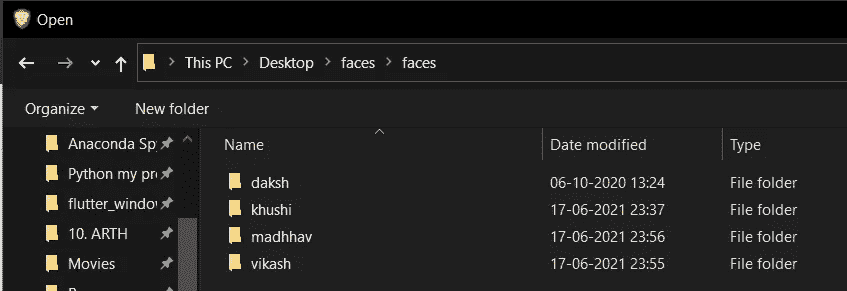 Open
This PC > Desktop > faces > faces
Organize New folder
Name Date modified Type
Anaconda Spy
Python my pr
flutter_window
10. ARTH
Movies
daksh 06-10-2020 13:24 File folder
khushi 17-06-2021 23:37 File folder
madhhav 17-06-2021 23:56 File folder
vikash 17-06-2021 23:55 File folder